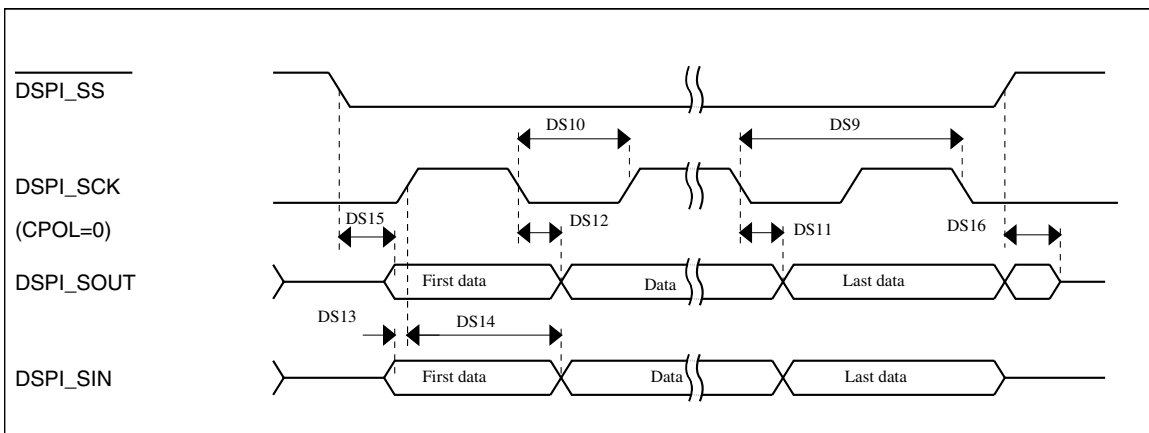 DSPI_SS
DS10
DS9
DSPI_SCK
(CPOL=0)
DS15
DS12
DS11
DS16
DSPI_SOUT
First data
Data
Last data
DS13
DS14
DSPI_SIN
First data
Data
Last data